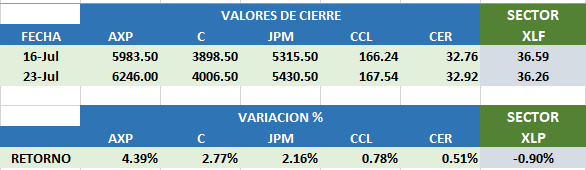 VALORES DE CIERRE SECTOR
FECHA AXP C JPM CCL CER XLF
16-Jul 5983.50 3898.50 5315.50 166.24 32.76 36.59
23-Jul 6246.00 4006.50 5430.50 167.54 32.92 36.26
VARIACION % SECTOR
AXP C JPM CCL CER XLP
RETORNO 4.39% 2.77% 2.16% 0.78% 0.51% -0.90%